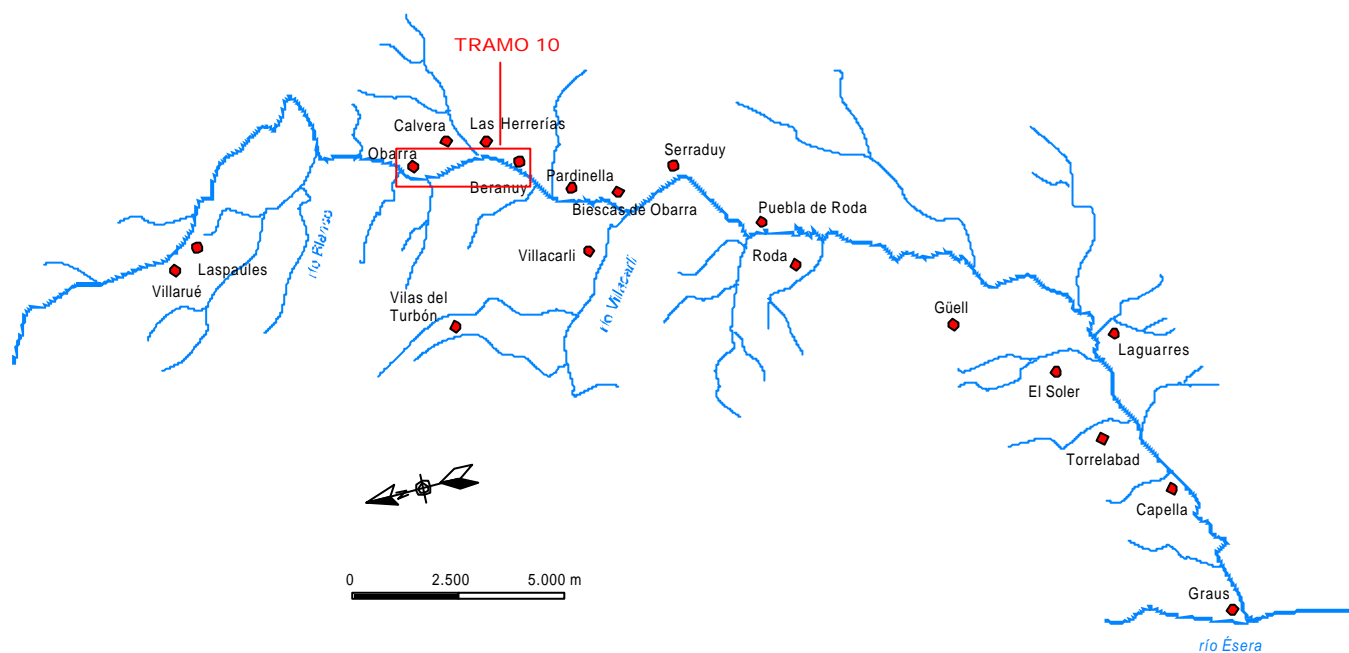 TRAMO 10
Calvera
Las Herrerías
Obarra
Beranuy
Pardinella
Biescas de Obarra
Serraduy
Puebla de Roda
Roda
Villacarli
río Villacarli
río Blanco
Laspaúles
Villarué
Vilas del
Turbón
Güell
Laguarres
El Soler
Torrelabad
Capella
N
0 2.500 5.000 m
Graus
río Ésera